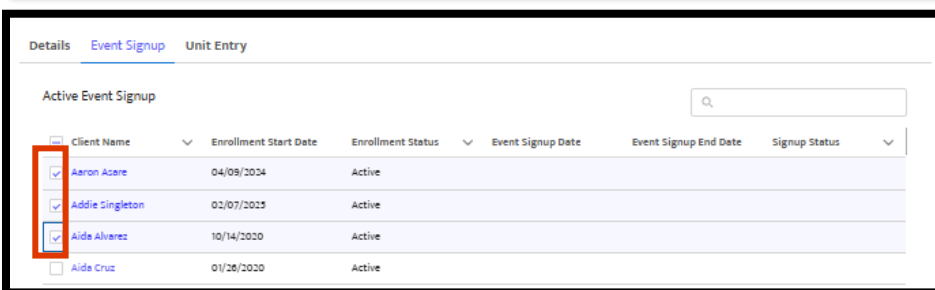 Details Event Signup Unit Entry
Active Event Signup
Client Name Enrollment Start Date Enrollment Status Event Signup Date Event Signup End Date Signup Status
Aaron Asare 04/09/2024 Active
Addie Singleton 02/07/2025 Active
Aida Alvarez 10/14/2020 Active
Aida Cruz 01/26/2020 Active